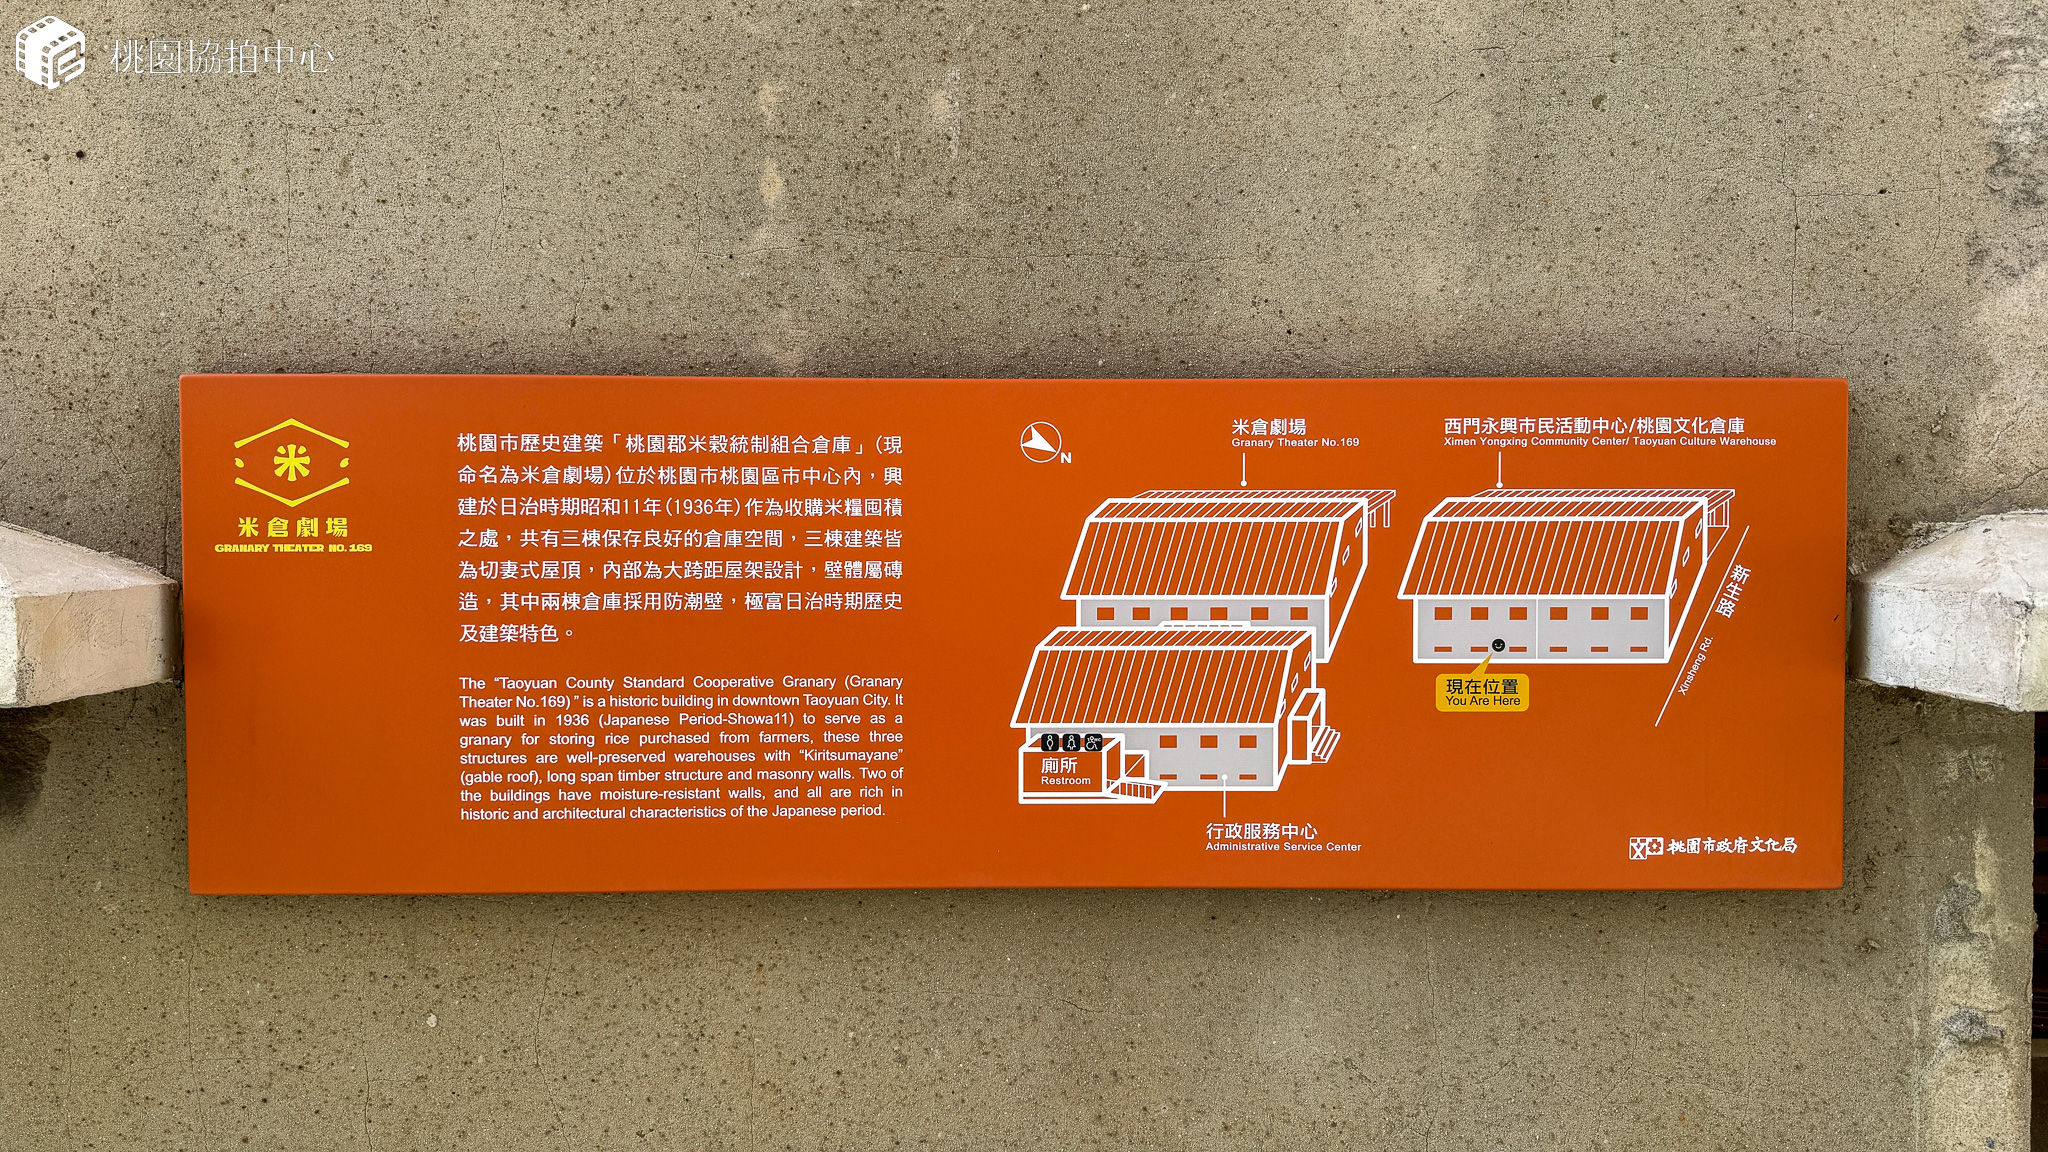 桃園協拍中心
米倉劇場
GRANARY THEATER NO.169
桃園市歷史建築「桃園郡米穀統制組合倉庫」(現
命名為米倉劇場)位於桃園市桃園區市中心內，興
建於日治時期昭和11年(1936年)作為收購米糧囤積
之處，共有三棟保存良好的倉庫空間，三棟建築皆
為切妻式屋頂，內部為大跨距屋架設計，壁體屬磚
造，其中兩棟倉庫採用防潮壁，極富日治時期歷史
及建築特色。
The “Taoyuan County Standard Cooperative Granary (Granary
Theater No.169) ” is a historic building in downtown Taoyuan City. It
was built in 1936 (Japanese Period-Showa11) to serve as a
granary for storing rice purchased from farmers, these three
structures are well-preserved warehouses with “Kiritsumayane”
(gable roof), long span timber structure and masonry walls. Two of
the buildings have moisture-resistant walls, and all are rich in
historic and architectural characteristics of the Japanese period.
N
米倉劇場
Granary Theater No.169
西門永興市民活動中心/桃園文化倉庫
Ximen Yongxing Community Center/ Taoyuan Culture Warehouse
新生路
Xinsheng Rd.
現在位置
You Are Here
廁所
Restroom
行政服務中心
Administrative Service Center
桃園市政府文化局